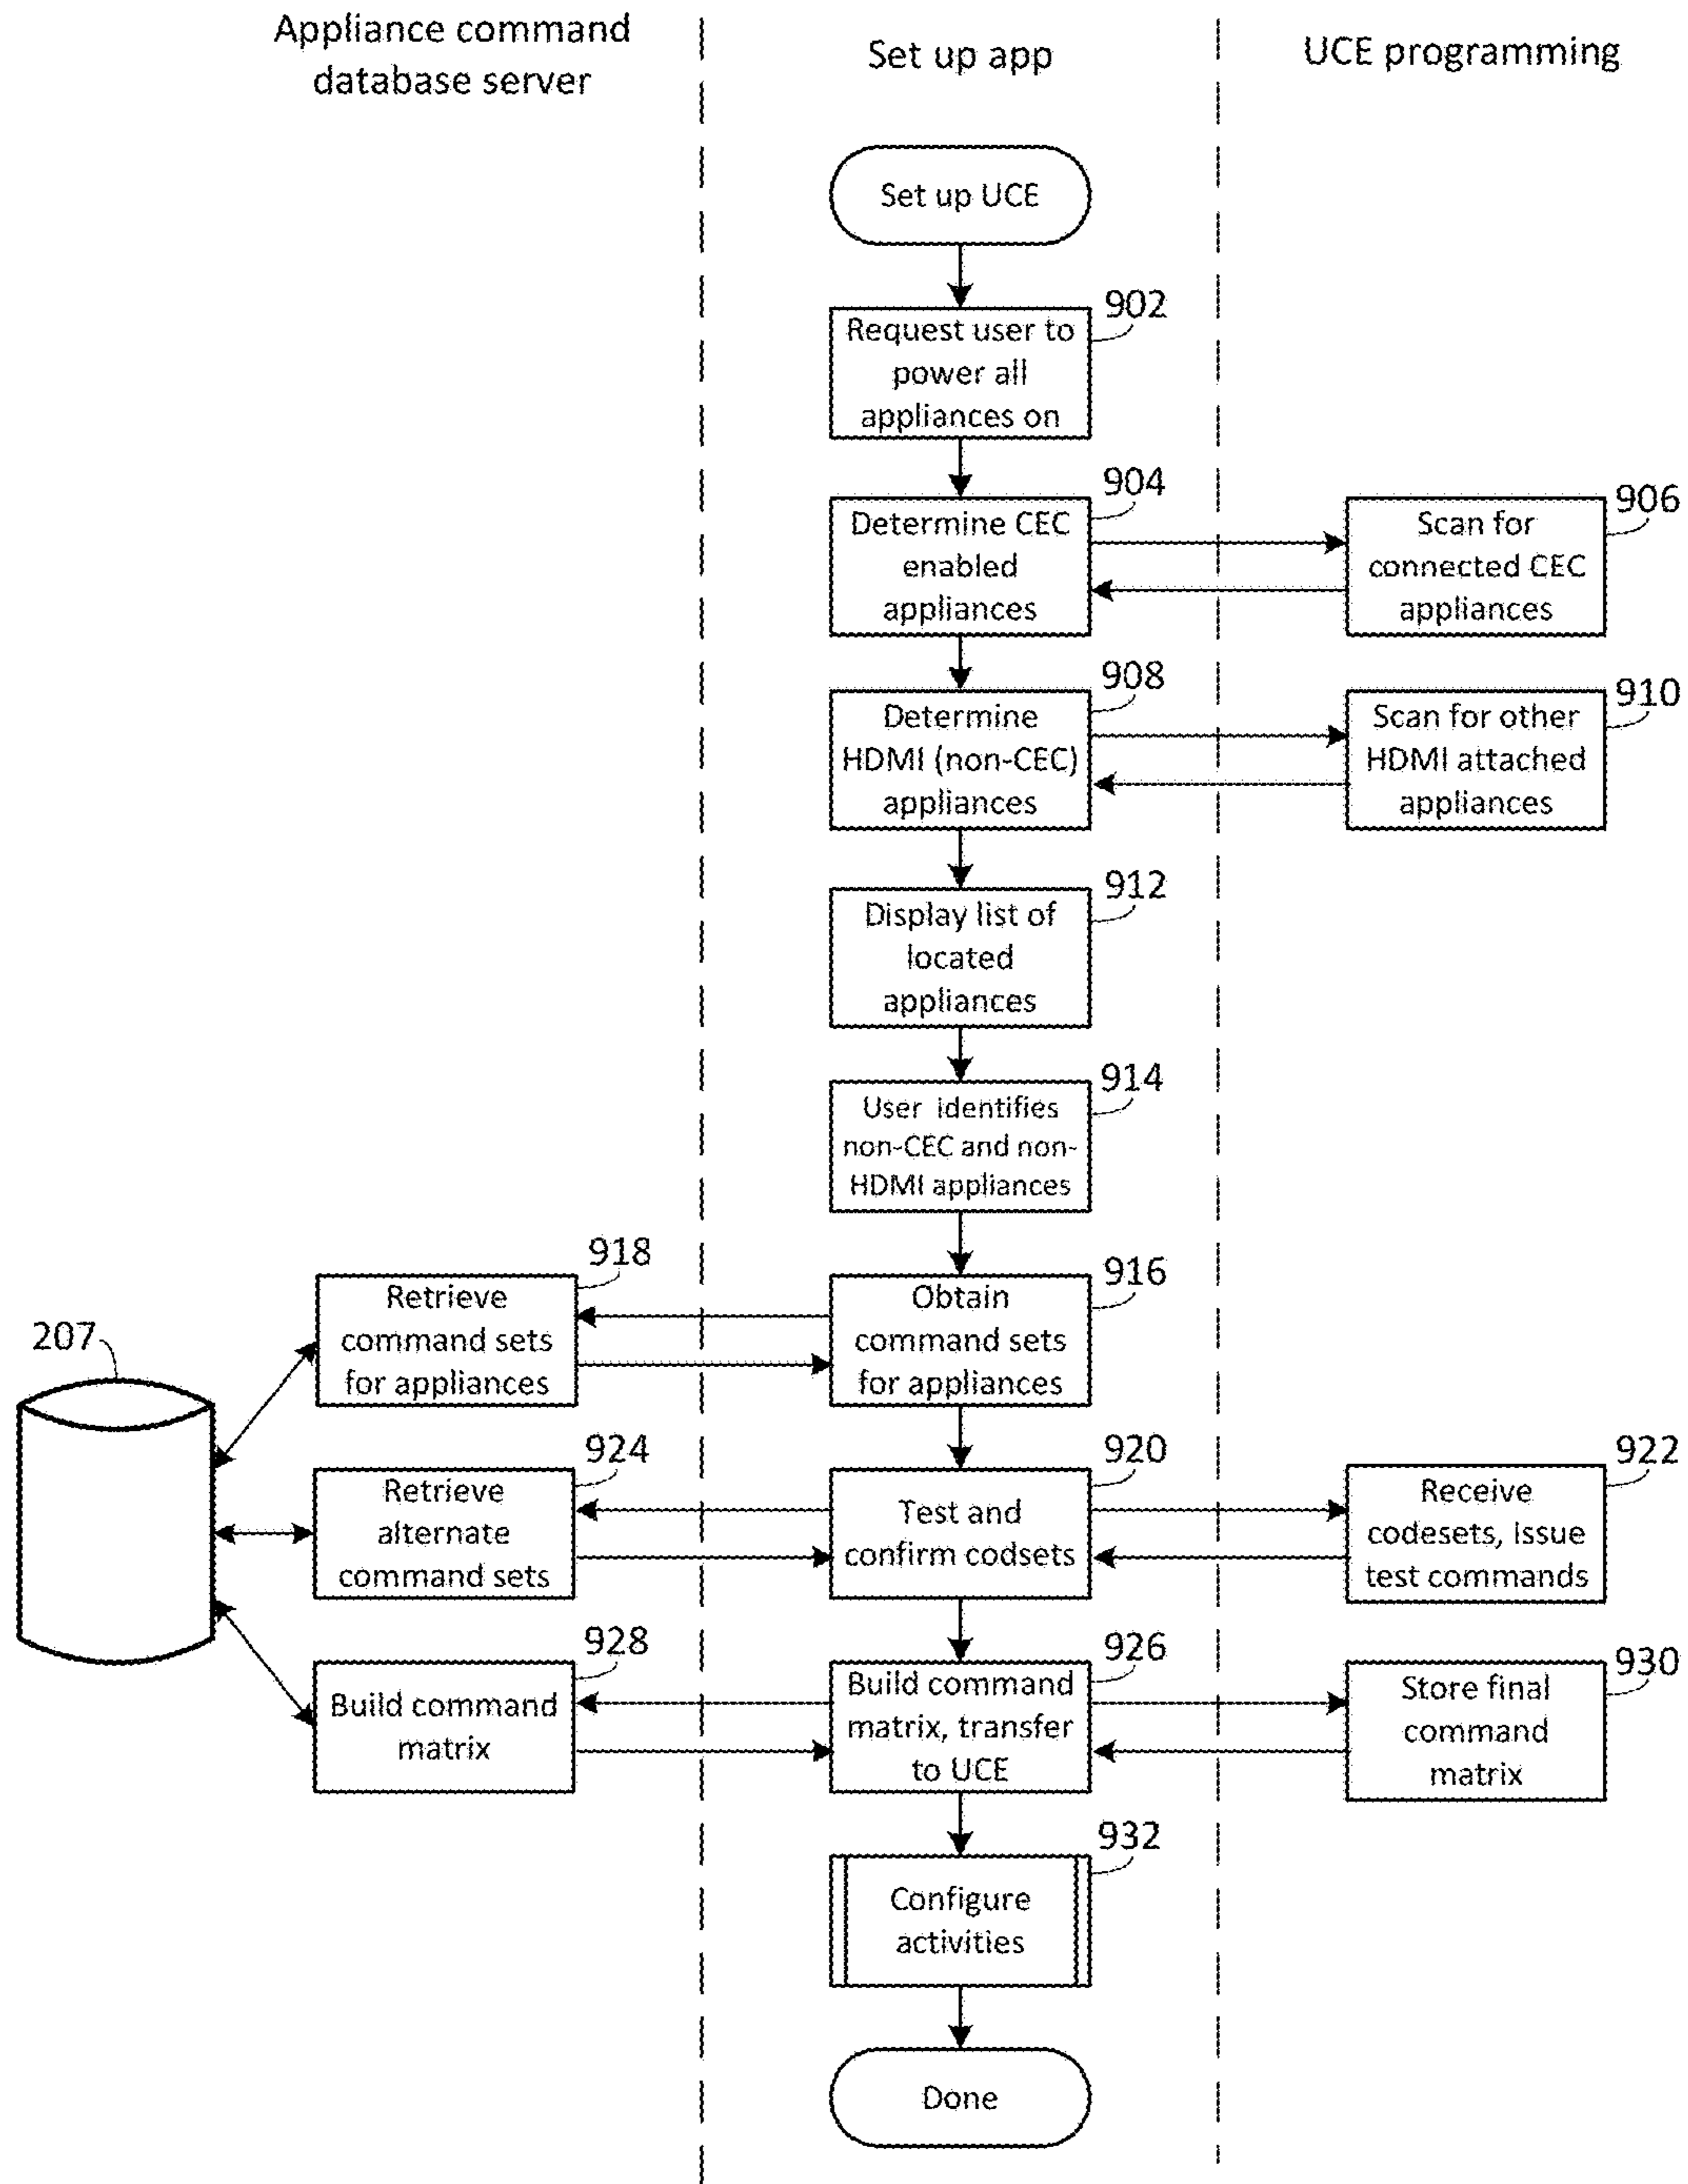 Appliance command
database server
Set up app
UCE programming
Set up UCE
902
Request user to
power all
appliances on
904
Determine CEC
enabled
appliances
906
Scan for
connected CEC
appliances
908
Determine
HDMI (non-CEC)
appliances
910
Scan for other
HDMI attached
appliances
912
Display list of
located
appliances
914
User identifies
non-CEC and non-
HDMI appliances
918
Retrieve
command sets
for appliances
916
Obtain
command sets
for appliances
207
924
Retrieve
alternate
command sets
920
Test and
confirm codsets
922
Receive
codesets, issue
test commands
928
Build command
matrix
926
Build command
matrix, transfer
to UCE
930
Store final
command
matrix
932
Configure
activities
Done